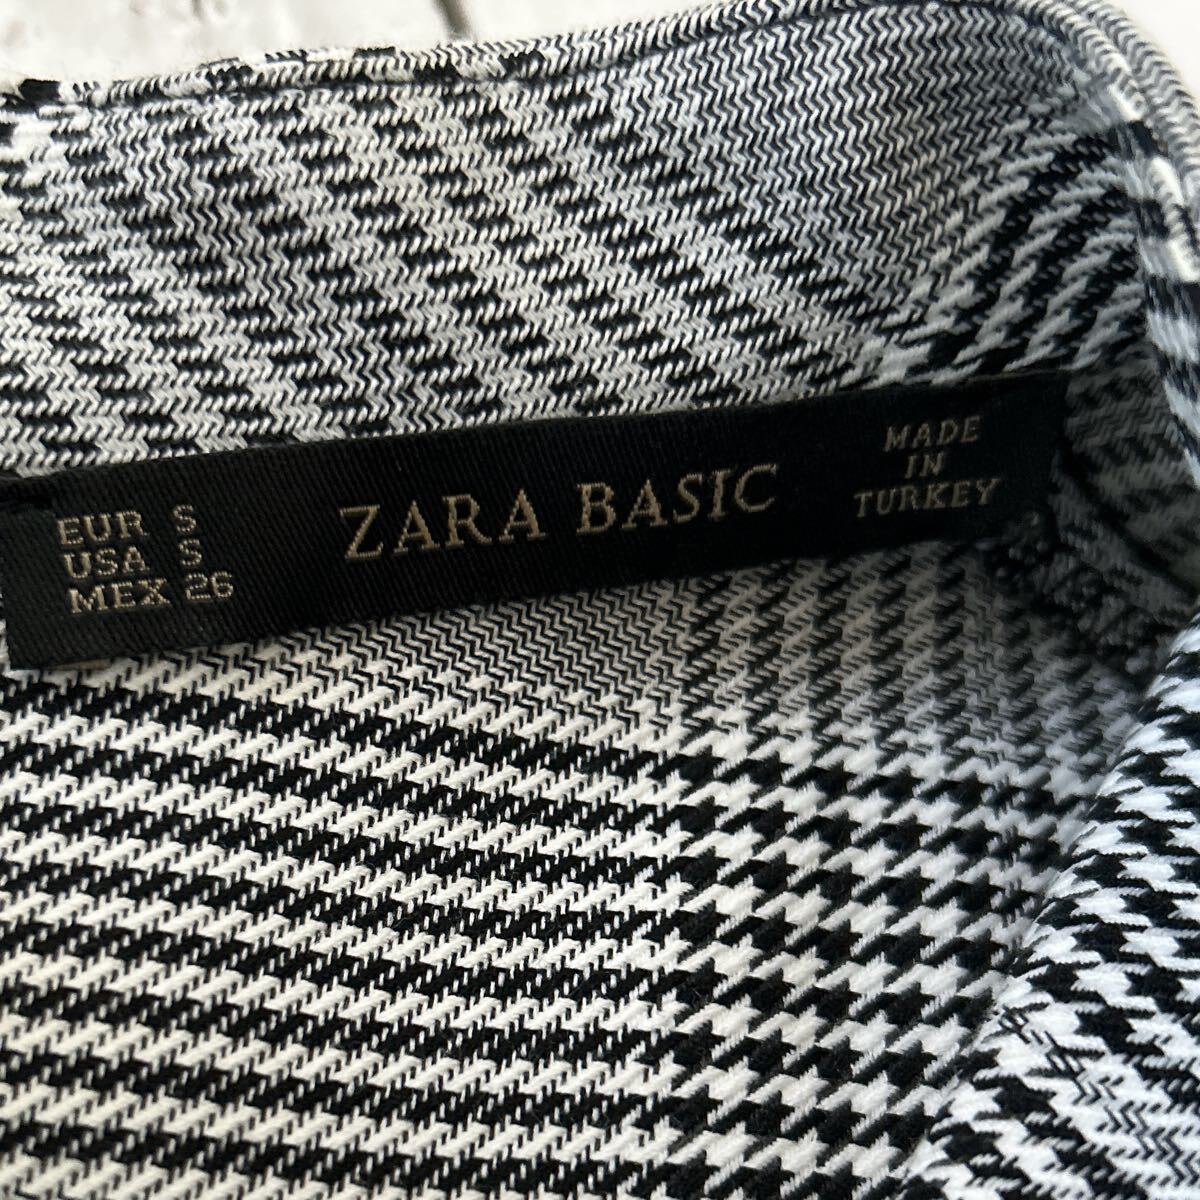 EUR S
USA S
MEX 26
ZARA BASIC
MADE
IN
TURKEY